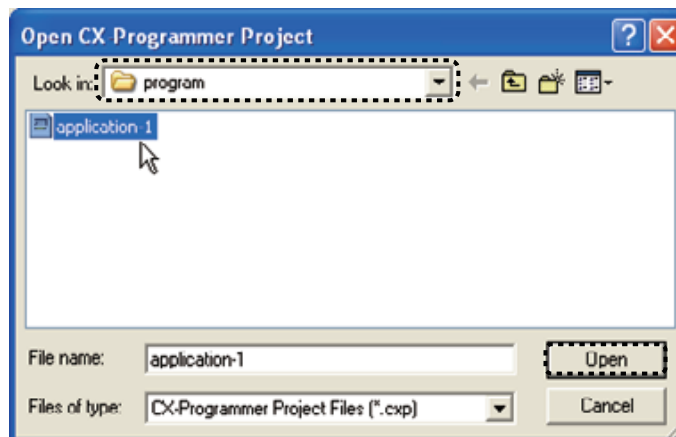 Open CX Programmer Project
Look in: program
application-1
File name: application-1 Open
Files of type: CX-Programmer Project Files (*.cxp) Cancel